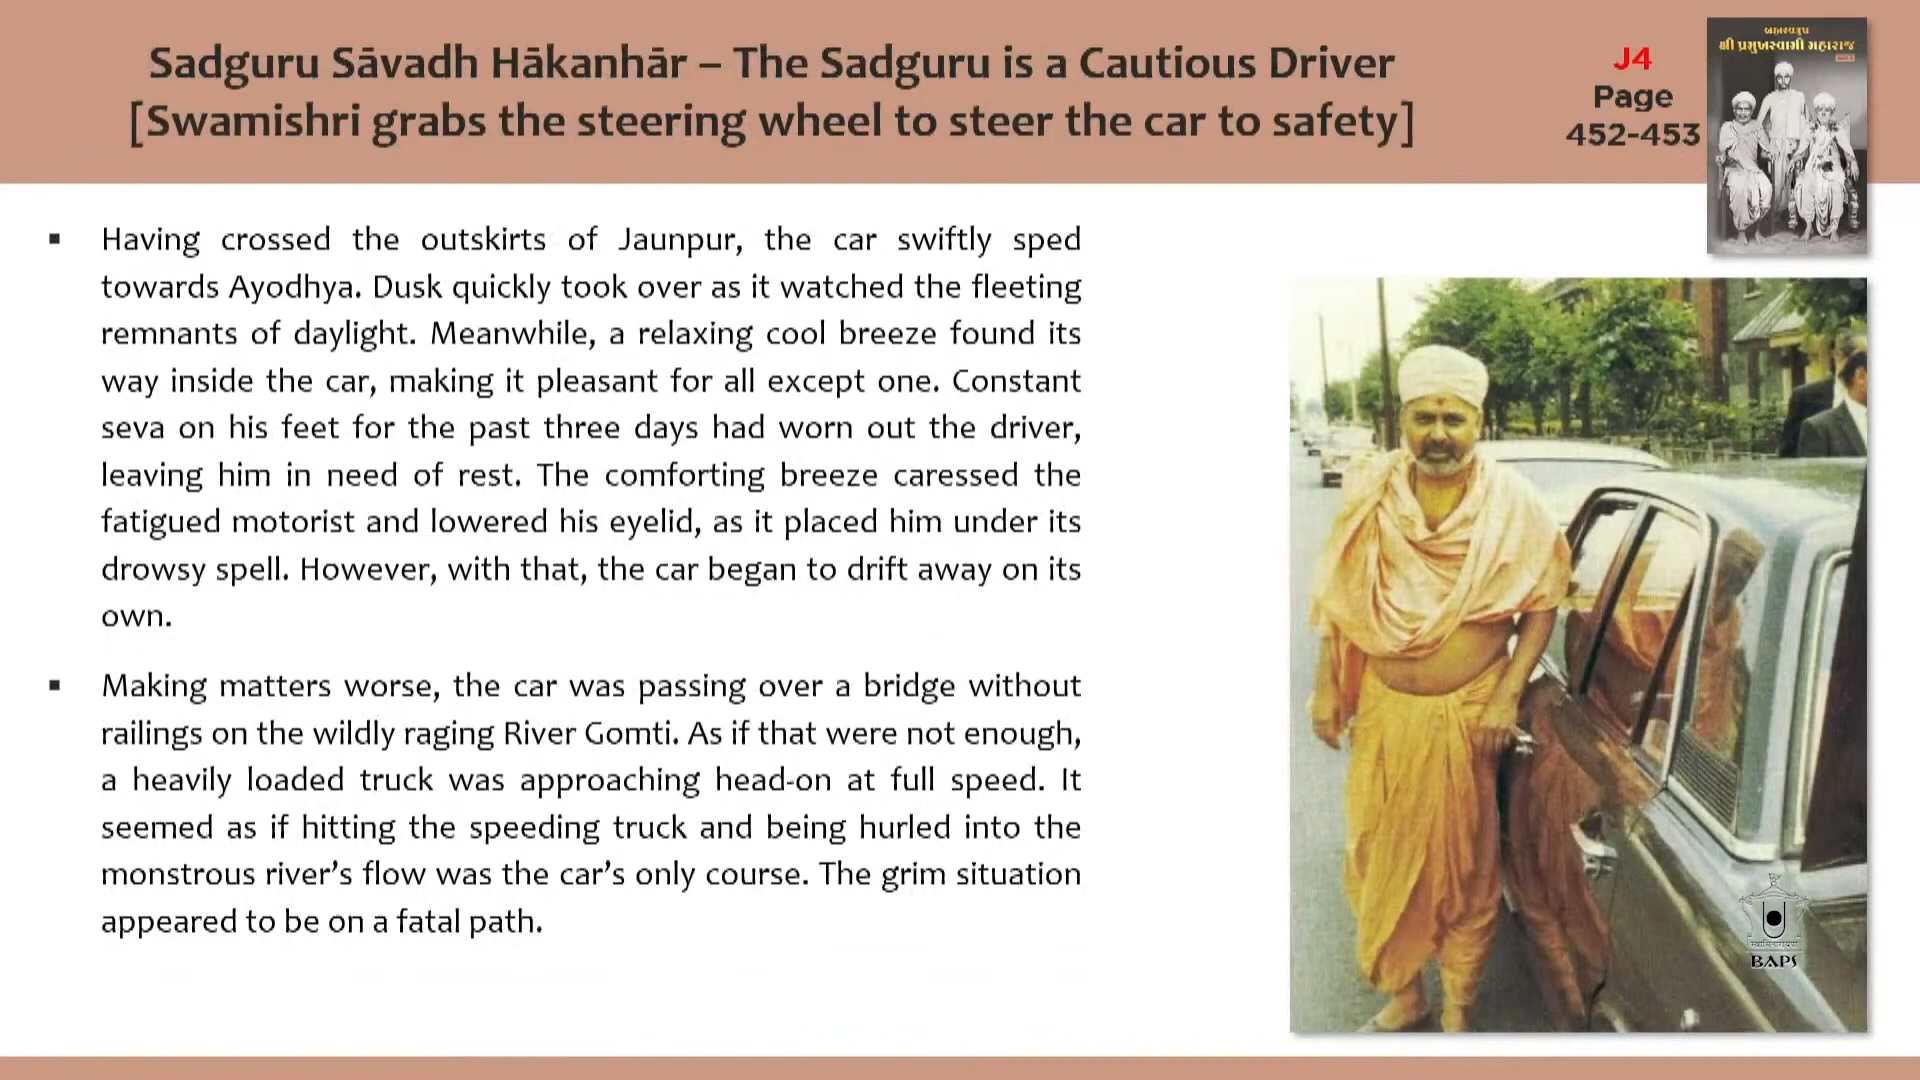 Sadguru Sāvadh Hākanhār – The Sadguru is a Cautious Driver
[Swamishri grabs the steering wheel to steer the car to safety]
J4
Page
452-453
બ્રહ્મસ્વરૂપ
શ્રી પ્રમુખસ્વામી મહારાજ
▪ Having crossed the outskirts of Jaunpur, the car swiftly sped
towards Ayodhya. Dusk quickly took over as it watched the fleeting
remnants of daylight. Meanwhile, a relaxing cool breeze found its
way inside the car, making it pleasant for all except one. Constant
seva on his feet for the past three days had worn out the driver,
leaving him in need of rest. The comforting breeze caressed the
fatigued motorist and lowered his eyelid, as it placed him under its
drowsy spell. However, with that, the car began to drift away on its
own.
▪ Making matters worse, the car was passing over a bridge without
railings on the wildly raging River Gomti. As if that were not enough,
a heavily loaded truck was approaching head-on at full speed. It
seemed as if hitting the speeding truck and being hurled into the
monstrous river’s flow was the car’s only course. The grim situation
appeared to be on a fatal path.
BAPS